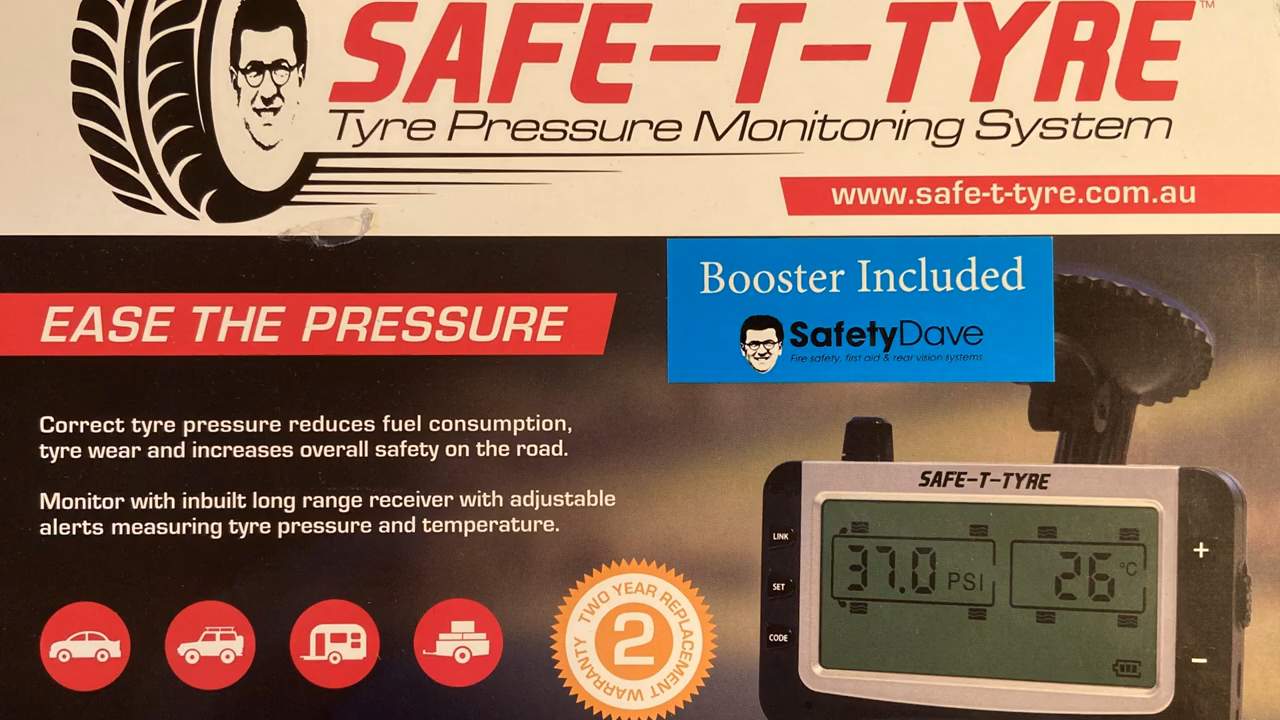 SAFE-T-TYRE™
Tyre Pressure Monitoring System
www.safe-t-tyre.com.au
Booster Included
SafetyDave
Fire safety, first aid & rear vision systems
EASE THE PRESSURE
Correct tyre pressure reduces fuel consumption,
tyre wear and increases overall safety on the road.
Monitor with inbuilt long range receiver with adjustable
alerts measuring tyre pressure and temperature.
TWO YEAR REPLACEMENT WARRANTY
2
SAFE-T-TYRE
LINK
SET
CODE
37.0 PSI
26 °C
+
−